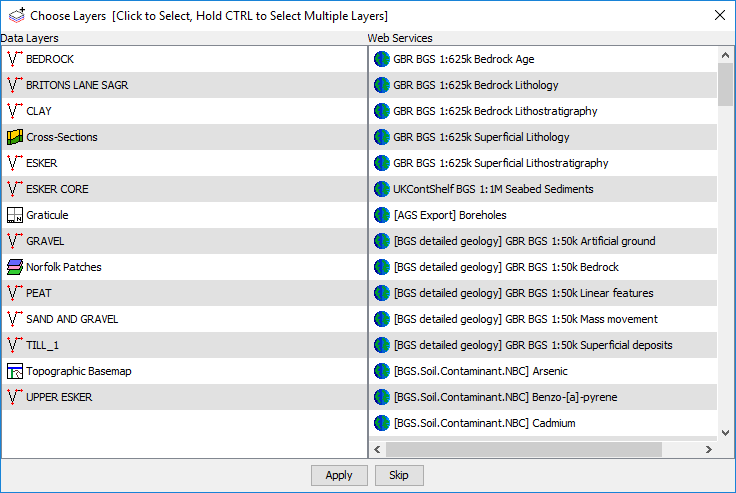 Choose Layers [Click to Select, Hold CTRL to Select Multiple Layers]
Data Layers
BEDROCK
BRITONS LANE SAGR
CLAY
Cross-Sections
ESKER
ESKER CORE
Graticule
GRAVEL
Norfolk Patches
PEAT
SAND AND GRAVEL
TILL_1
Topographic Basemap
UPPER ESKER
Web Services
GBR BGS 1:625k Bedrock Age
GBR BGS 1:625k Bedrock Lithology
GBR BGS 1:625k Bedrock Lithostratigraphy
GBR BGS 1:625k Superficial Lithology
GBR BGS 1:625k Superficial Lithostratigraphy
UKContShelf BGS 1:1M Seabed Sediments
[AGS Export] Boreholes
[BGS detailed geology] GBR BGS 1:50k Artificial ground
[BGS detailed geology] GBR BGS 1:50k Bedrock
[BGS detailed geology] GBR BGS 1:50k Linear features
[BGS detailed geology] GBR BGS 1:50k Mass movement
[BGS detailed geology] GBR BGS 1:50k Superficial deposits
[BGS.Soil.Contaminant.NBC] Arsenic
[BGS.Soil.Contaminant.NBC] Benzo-[a]-pyrene
[BGS.Soil.Contaminant.NBC] Cadmium
Apply
Skip